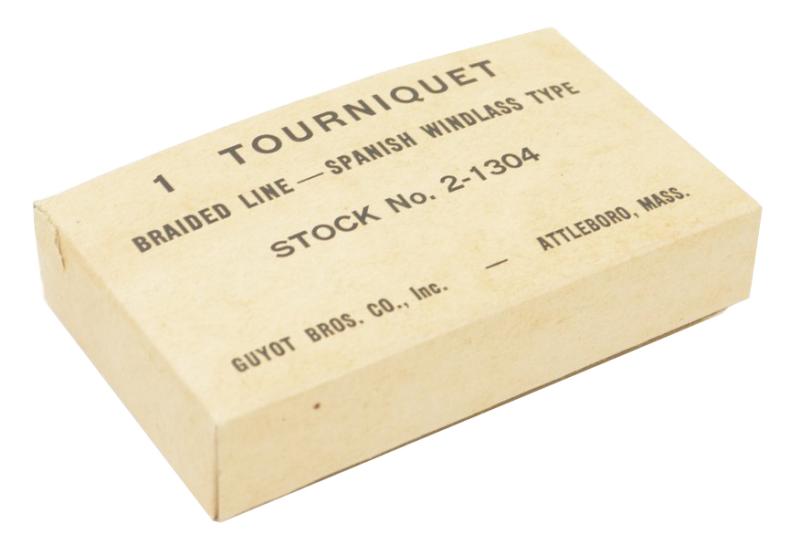 1 TOURNIQUET
BRAIDED LINE — SPANISH WINDLASS TYPE
STOCK No. 2-1304
GUYOT BROS. CO., Inc. — ATTLEBORO, MASS.